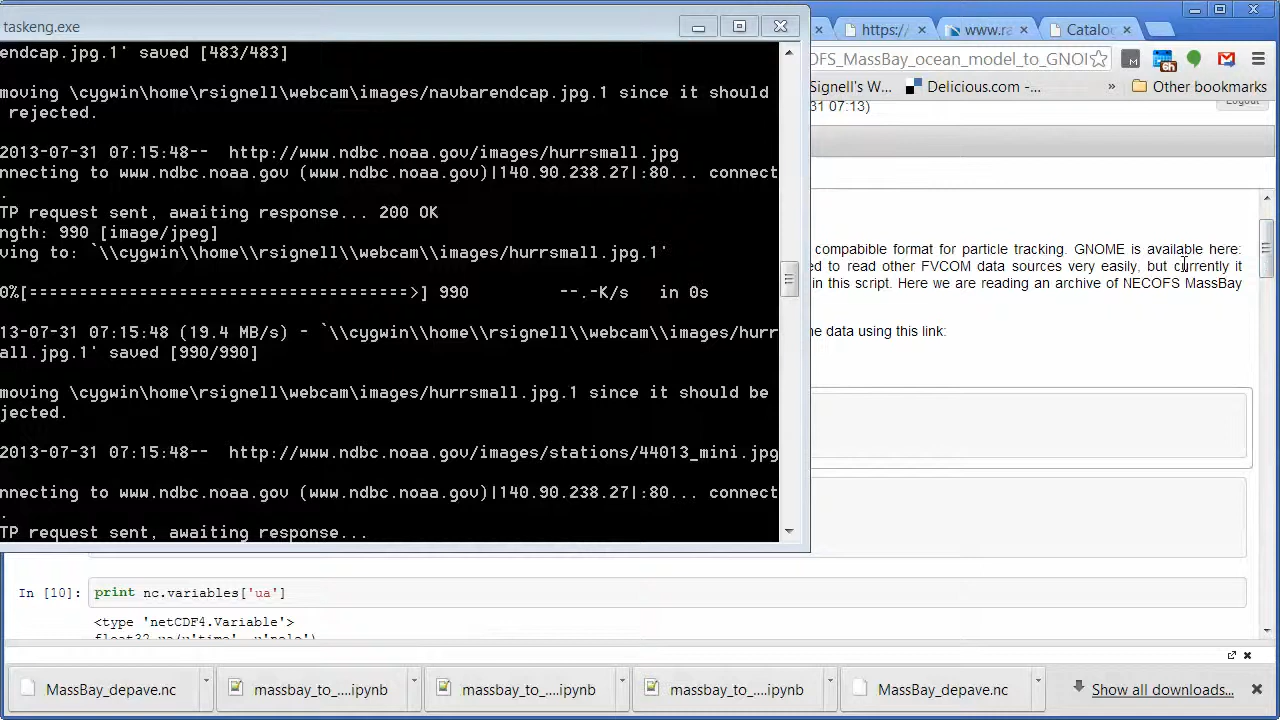 taskeng.exe
endcap.jpg.1' saved [483/483]
moving \cygwin\home\rsignell\webcam\images/navbarendcap.jpg.1 since it should
rejected.
2013-07-31 07:15:48-- http://www.ndbc.noaa.gov/images/hurrsmall.jpg
nnecting to www.ndbc.noaa.gov (www.ndbc.noaa.gov)|140.90.238.27|:80... connect
.
TP request sent, awaiting response... 200 OK
ngth: 990 [image/jpeg]
ving to: `\\cygwin\\home\\rsignell\\webcam\\images/hurrsmall.jpg.1'
0%[======================================>] 990 --.-K/s in 0s
13-07-31 07:15:48 (19.4 MB/s) - `\\cygwin\\home\\rsignell\\webcam\\images/hurr
all.jpg.1' saved [990/990]
moving \cygwin\home\rsignell\webcam\images/hurrsmall.jpg.1 since it should be
jected.
2013-07-31 07:15:48-- http://www.ndbc.noaa.gov/images/stations/44013_mini.jpg
nnecting to www.ndbc.noaa.gov (www.ndbc.noaa.gov)|140.90.238.27|:80... connect
.
TP request sent, awaiting response...
https:/ www.ra Catalo
OFS_MassBay_ocean_model_to_GNOI
6h
Signell's W... Delicious.com -... » Other bookmarks
31 07:13)
Logout
compabible format for particle tracking. GNOME is available here:
ed to read other FVCOM data sources very easily, but currently it
in this script. Here we are reading an archive of NECOFS MassBay
he data using this link:
In [10]: print nc.variables['ua']
<type 'netCDF4.Variable'>
float32 ua(u'time', u'nele')
MassBay_depave.nc massbay_to_....ipynb massbay_to_....ipynb massbay_to_....ipynb MassBay_depave.nc Show all downloads...